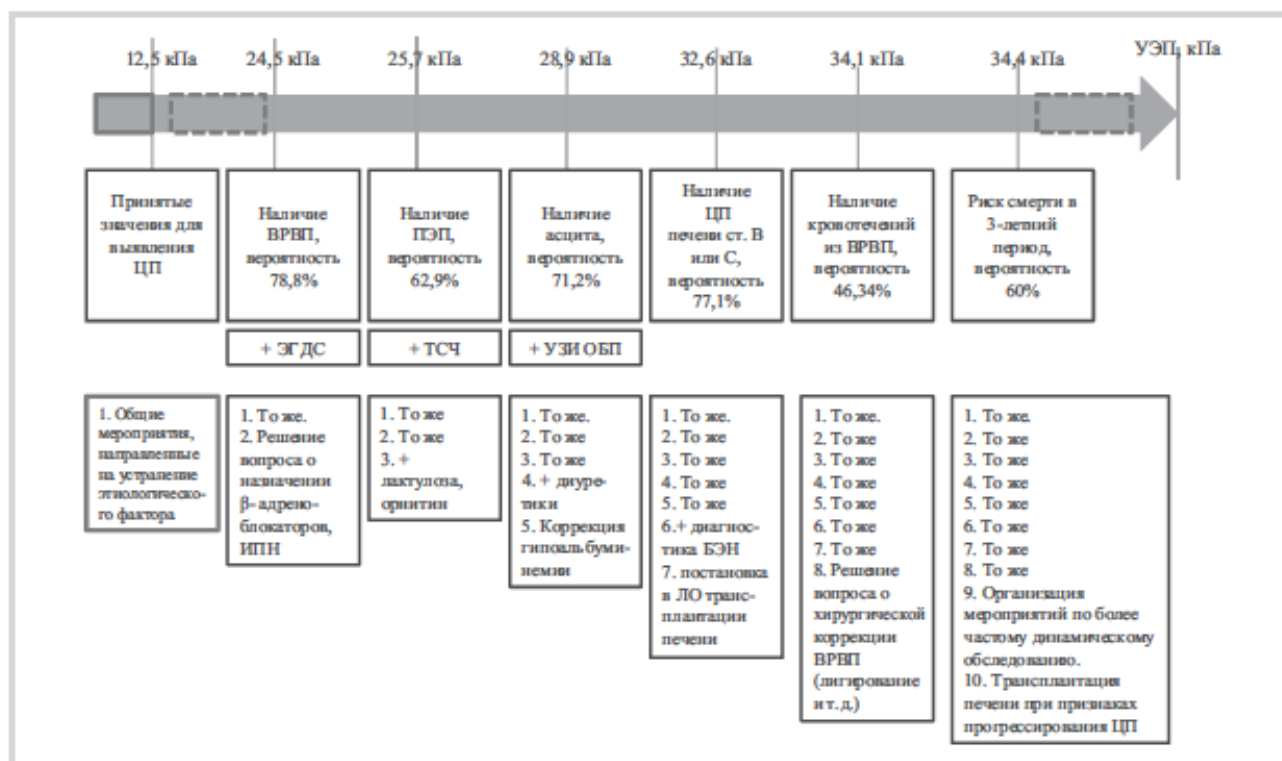 12,5 кПа 24,5 кПа 25,7 кПа 28,9 кПа 32,6 кПа 34,1 кПа 34,4 кПа УЭП, кПа
Принятые
значения для
выявления
ЦП
Наличие
ВРВП,
вероятность
78,8%
Наличие
ПЭП,
вероятность
62,9%
Наличие
асцита,
вероятность
71,2%
Наличие
ЦП
печени ст. В
или С,
вероятность
77,1%
Наличие
кровотечений
из ВРВП,
вероятность
46,34%
Риск смерти в
3-летний
период,
вероятность
60%
+ ЭГДС
+ ТСЧ
+ УЗИ ОБП
1. Общие
мероприятия,
направленные
на устранение
этиологическо-
го фактора
1. То же.
2. Решение
вопроса о
назначении
β-адрено-
блокаторов,
ИПН
1. То же
2. То же
3. +
лактулоза,
орнитин
1. То же.
2. То же
3. То же
4. + диуре-
тики
5. Коррекция
гипоальбуми-
немии
1. То же.
2. То же
3. То же
4. То же
5. То же
6.+ диагнос-
тика БЭН
7. постановка
в ЛО транс-
плантации
печени
1. То же.
2. То же
3. То же
4. То же
5. То же
6. То же
7. То же
8. Решение
вопроса о
хирургической
коррекции
ВРВП
(лигирование
и т. д.)
1. То же.
2. То же
3. То же
4. То же
5. То же
6. То же
7. То же
8. То же
9. Организация
мероприятий по более
частому динамическому
обследованию.
10. Трансплантация
печени при признаках
прогрессирования ЦП